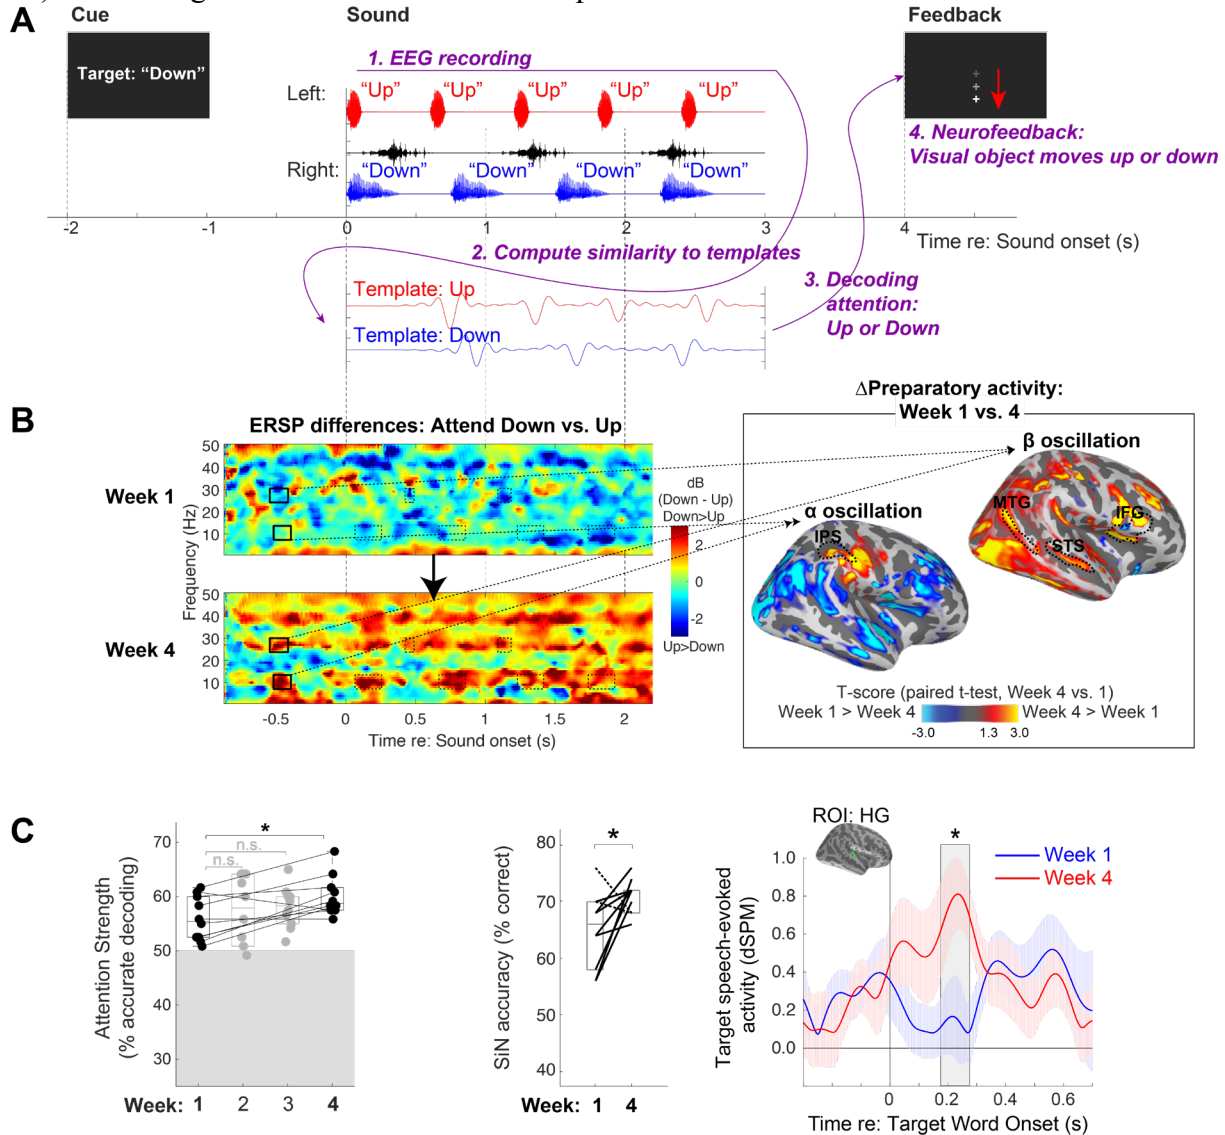 A
Cue
Sound
Feedback
Target: “Down”
1. EEG recording
Left:
“Up” “Up” “Up” “Up” “Up”
Right:
“Down” “Down” “Down” “Down”
4. Neurofeedback:
Visual object moves up or down
-2 -1 0 1 2 3 4
Time re: Sound onset (s)
2. Compute similarity to templates
Template: Up
Template: Down
3. Decoding
attention:
Up or Down
B
ERSP differences: Attend Down vs. Up
Week 1
50
40
30
20
10
Frequency (Hz)
Week 4
50
40
30
20
10
-0.5 0 0.5 1 1.5 2
Time re: Sound onset (s)
dB
(Down - Up)
Down>Up
2
0
-2
Up>Down
ΔPreparatory activity:
Week 1 vs. 4
β oscillation
MTG
IFG
STS
α oscillation
IPS
T-score (paired t-test, Week 4 vs. 1)
Week 1 > Week 4
Week 4 > Week 1
-3.0 1.3 3.0
C
Attention Strength
(% accurate decoding)
70
60
50
40
30
*
n.s.
n.s.
Week: 1 2 3 4
SiN accuracy (% correct)
80
70
60
50
40
*
Week: 1 4
ROI: HG
*
Week 1
Week 4
Target speech-evoked
activity (dSPM)
1.0
0.8
0.6
0.4
0.2
0.0
0 0.2 0.4 0.6
Time re: Target Word Onset (s)